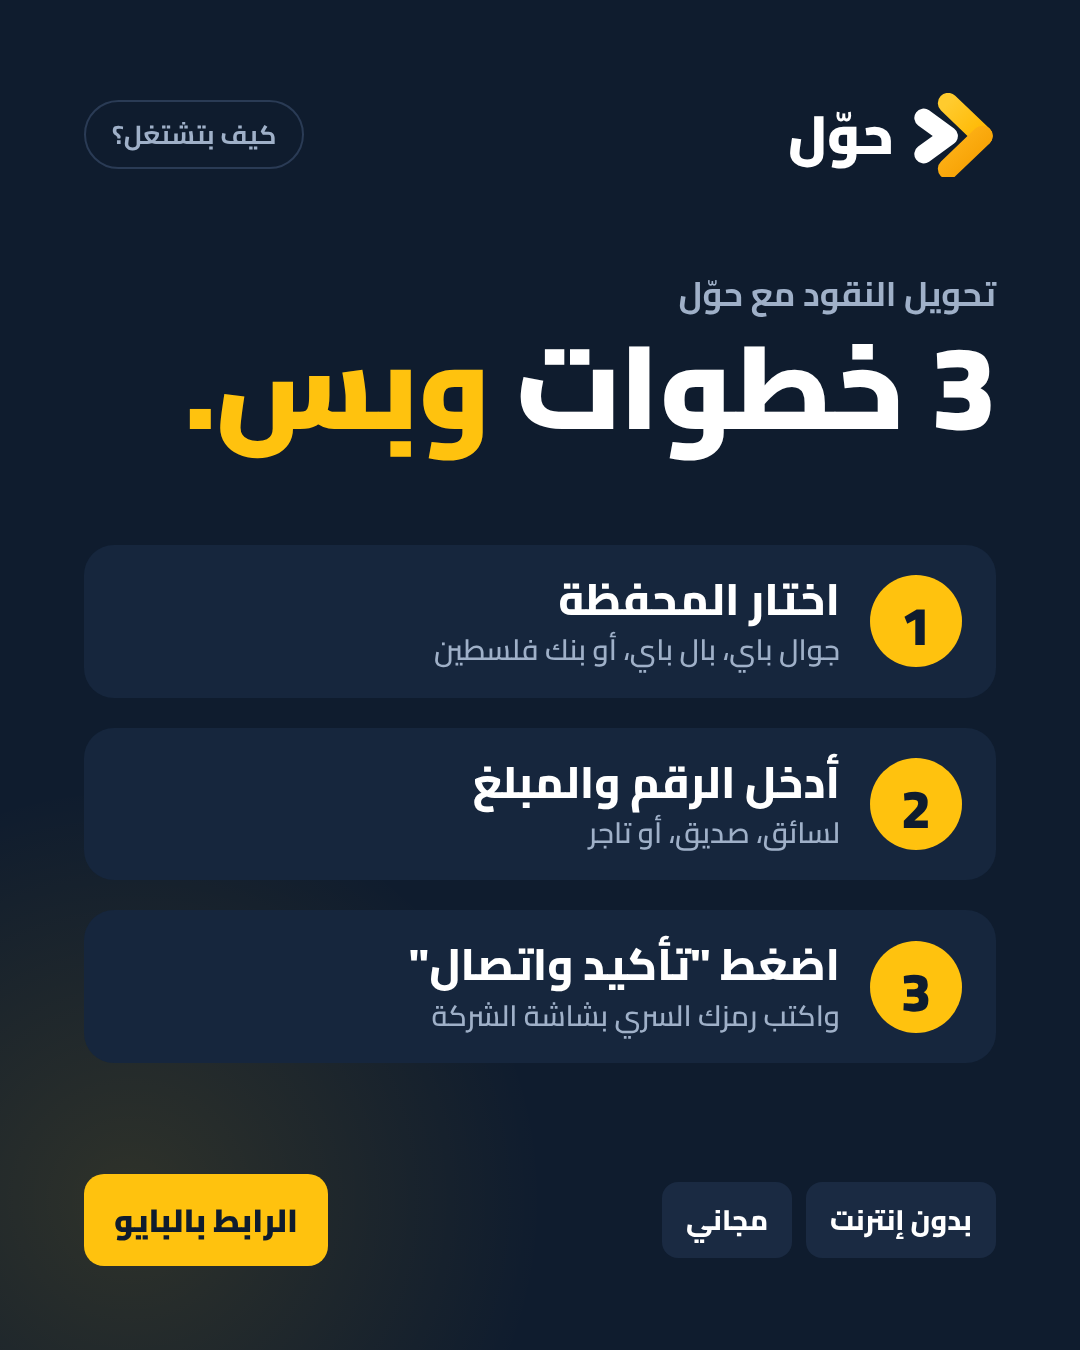 حوّل
كيف بتشتغل؟
تحويل النقود مع حوّل
3 خطوات وبس.
1
اختار المحفظة
جوال باي، بال باي، أو بنك فلسطين
2
أدخل الرقم والمبلغ
لسائق، صديق، أو تاجر
3
اضغط "تأكيد واتصال"
واكتب رمزك السري بشاشة الشركة
بدون إنترنت
مجاني
الرابط بالبايو